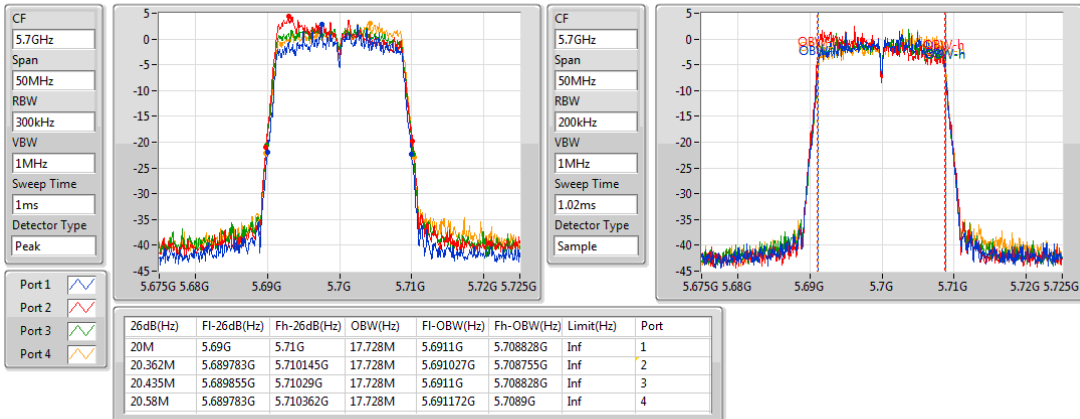 CF
5.7GHz
Span
50MHz
RBW
300kHz
VBW
1MHz
Sweep Time
1ms
Detector Type
Peak
5
0
-5
-10
-15
-20
-25
-30
-35
-40
-45
5.675G 5.68G 5.69G 5.7G 5.71G 5.72G 5.725G
CF
5.7GHz
Span
50MHz
RBW
200kHz
VBW
1MHz
Sweep Time
1.02ms
Detector Type
Sample
5
0
-5
-10
-15
-20
-25
-30
-35
-40
-45
5.675G 5.68G 5.69G 5.7G 5.71G 5.72G 5.725G
Port 1
Port 2
Port 3
Port 4
26dB(Hz) Fl-26dB(Hz) Fh-26dB(Hz) OBW(Hz) Fl-OBW(Hz) Fh-OBW(Hz) Limit(Hz) Port
20M 5.69G 5.71G 17.728M 5.6911G 5.708828G Inf 1
20.362M 5.689783G 5.710145G 17.728M 5.691027G 5.708755G Inf 2
20.435M 5.689855G 5.71029G 17.728M 5.6911G 5.708828G Inf 3
20.58M 5.689783G 5.710362G 17.728M 5.691172G 5.7089G Inf 4